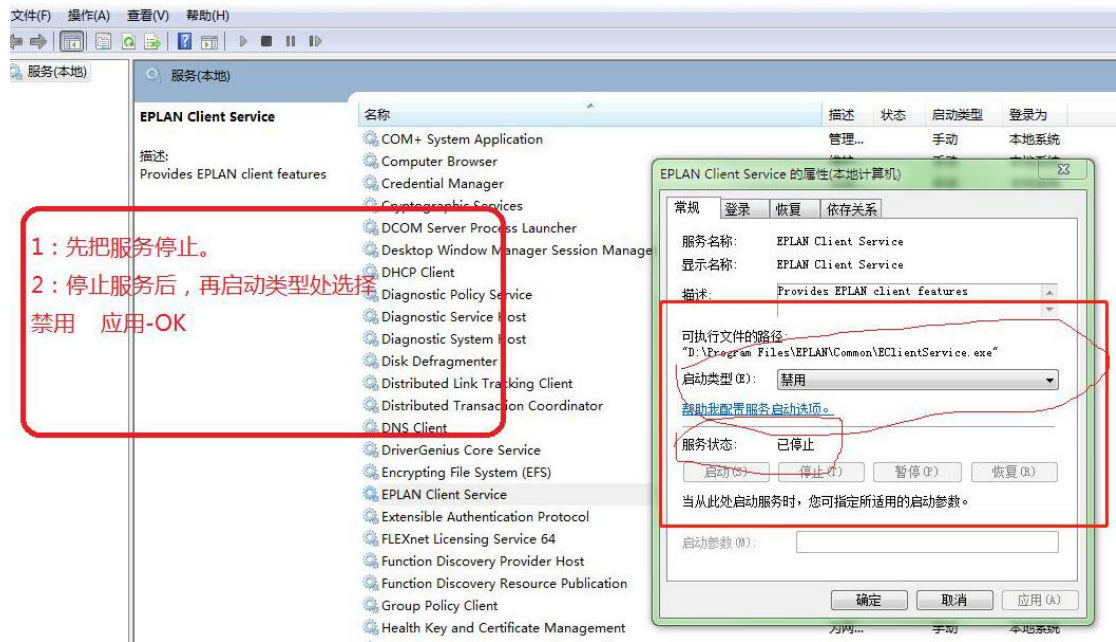 文件(F) 操作(A) 查看(V) 帮助(H)
服务(本地)
服务(本地)
EPLAN Client Service
描述:
Provides EPLAN client features
1：先把服务停止。
2：停止服务后，再启动类型处选择
禁用 应用-OK
名称 描述 状态 启动类型 登录为
COM+ System Application 管理... 手动 本地系统
Computer Browser
Credential Manager
Cryptographic Services
DCOM Server Process Launcher
Desktop Window Manager Session Manage
DHCP Client
Diagnostic Policy Service
Diagnostic Service Host
Diagnostic System Host
Disk Defragmenter
Distributed Link Tracking Client
Distributed Transaction Coordinator
DNS Client
DriverGenius Core Service
Encrypting File System (EFS)
EPLAN Client Service
Extensible Authentication Protocol
FLEXnet Licensing Service 64
Function Discovery Provider Host
Function Discovery Resource Publication
Group Policy Client
Health Key and Certificate Management 为网... 手动 本地系统
EPLAN Client Service 的属性(本地计算机)
常规 登录 恢复 依存关系
服务名称: EPLAN Client Service
显示名称: EPLAN Client Service
描述: Provides EPLAN client features
可执行文件的路径:
"D:\Program Files\EPLAN\Common\EClientService.exe"
启动类型(E): 禁用
帮助我配置服务启动选项。
服务状态: 已停止
启动(S) 停止(T) 暂停(P) 恢复(R)
当从此处启动服务时，您可指定所适用的启动参数。
启动参数(M):
确定 取消 应用(A)